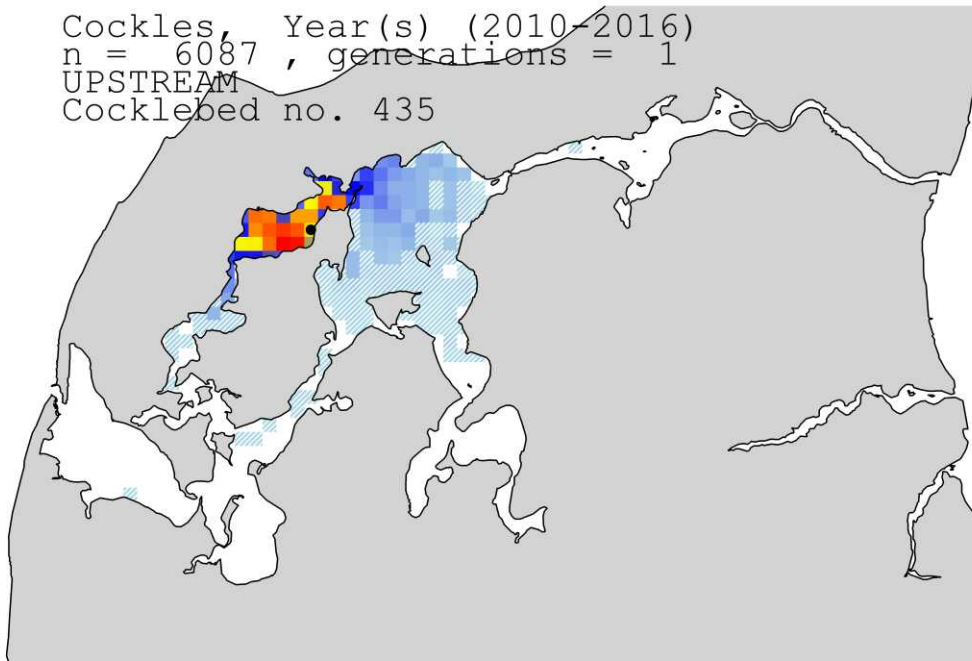 Cockles, Year(s) (2010-2016)
n = 6087 , generations = 1
UPSTREAM
Cocklebed no. 435